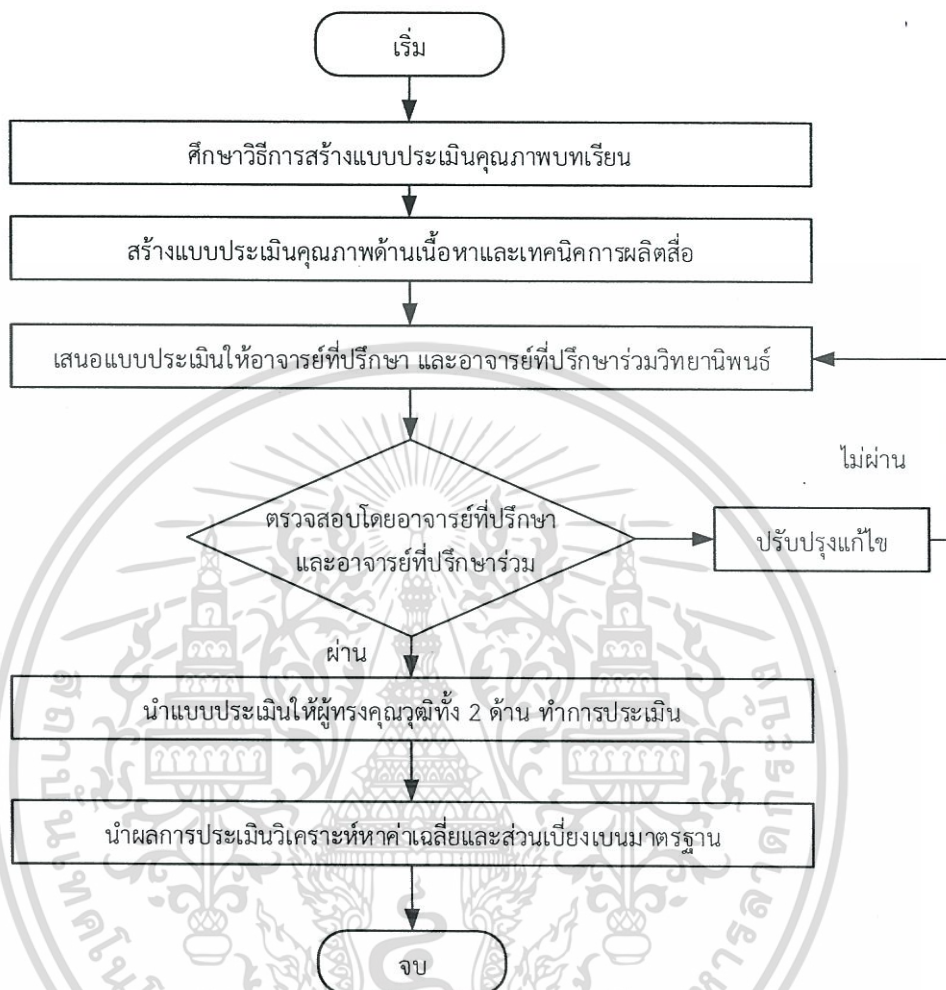 เริ่ม
ศึกษาวิธีการสร้างแบบประเมินคุณภาพบทเรียน
สร้างแบบประเมินคุณภาพด้านเนื้อหาและเทคนิคการผลิตสื่อ
เสนอแบบประเมินให้อาจารย์ที่ปรึกษา และอาจารย์ที่ปรึกษาร่วมวิทยานิพนธ์
ไม่ผ่าน
ตรวจสอบโดยอาจารย์ที่ปรึกษา
และอาจารย์ที่ปรึกษาร่วม
ปรับปรุงแก้ไข
ผ่าน
นำแบบประเมินให้ผู้ทรงคุณวุฒิทั้ง 2 ด้าน ทำการประเมิน
นำผลการประเมินวิเคราะห์หาค่าเฉลี่ยและส่วนเบี่ยงเบนมาตรฐาน
จบ